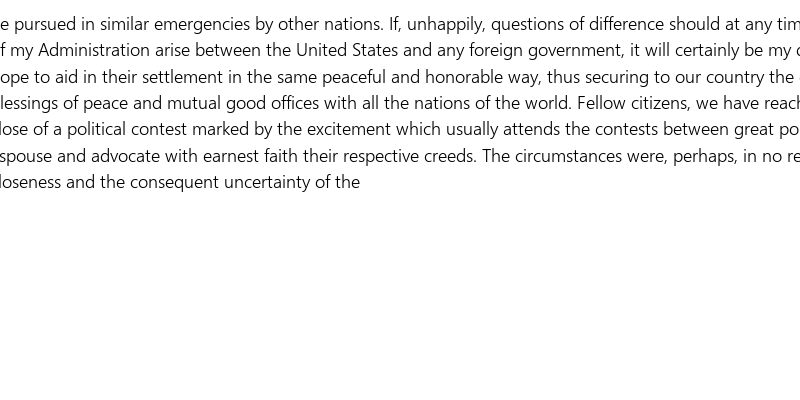 e pursued in similar emergencies by other nations. If, unhappily, questions of difference should at any tim
f my Administration arise between the United States and any foreign government, it will certainly be my
ope to aid in their settlement in the same peaceful and honorable way, thus securing to our country the
lessings of peace and mutual good offices with all the nations of the world. Fellow citizens, we have reach
lose of a political contest marked by the excitement which usually attends the contests between great po
spouse and advocate with earnest faith their respective creeds. The circumstances were, perhaps, in no re
loseness and the consequent uncertainty of the